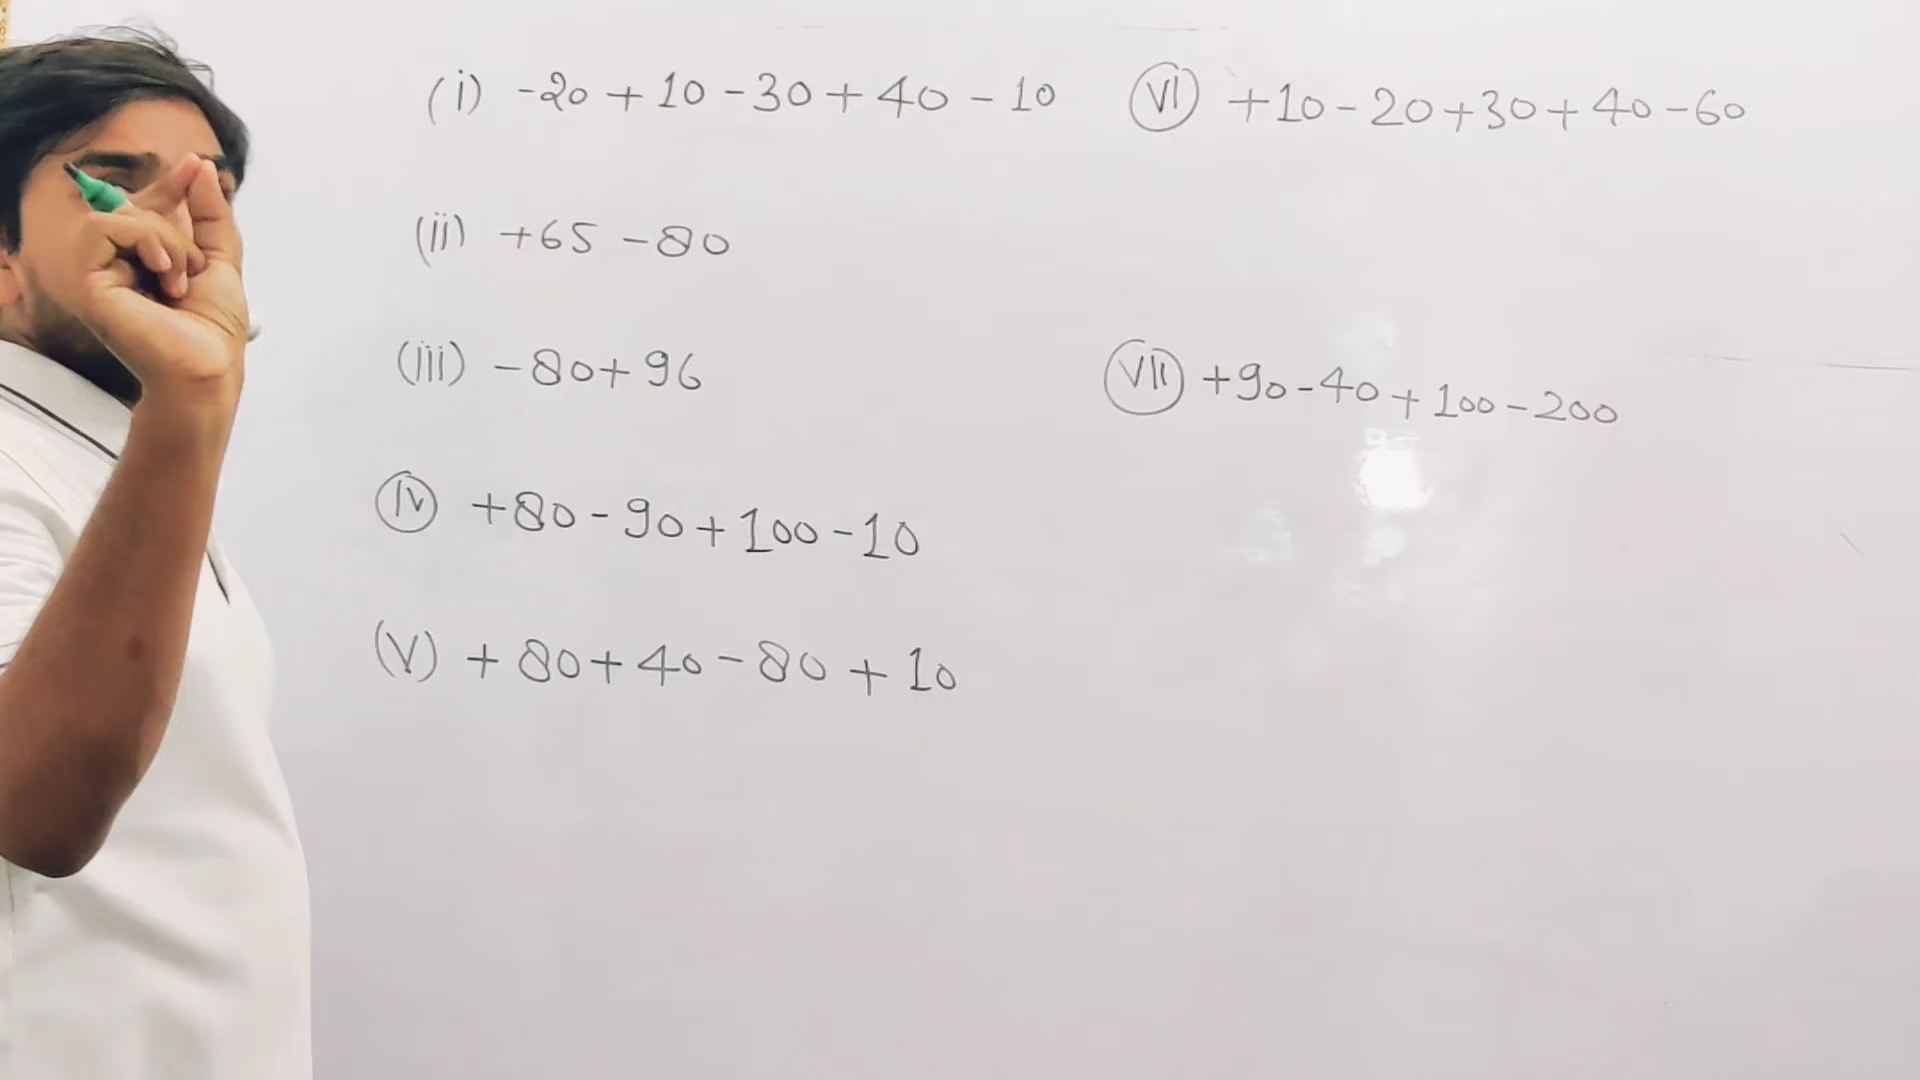 (i) -20 + 10 - 30 + 40 - 10
(ii) +65 - 80
(iii) -80 + 96
(iv) +80 - 90 + 100 - 10
(v) + 80 + 40 - 80 + 10
(vi) +10 - 20 + 30 + 40 - 60
(vii) +90 - 40 + 100 - 200